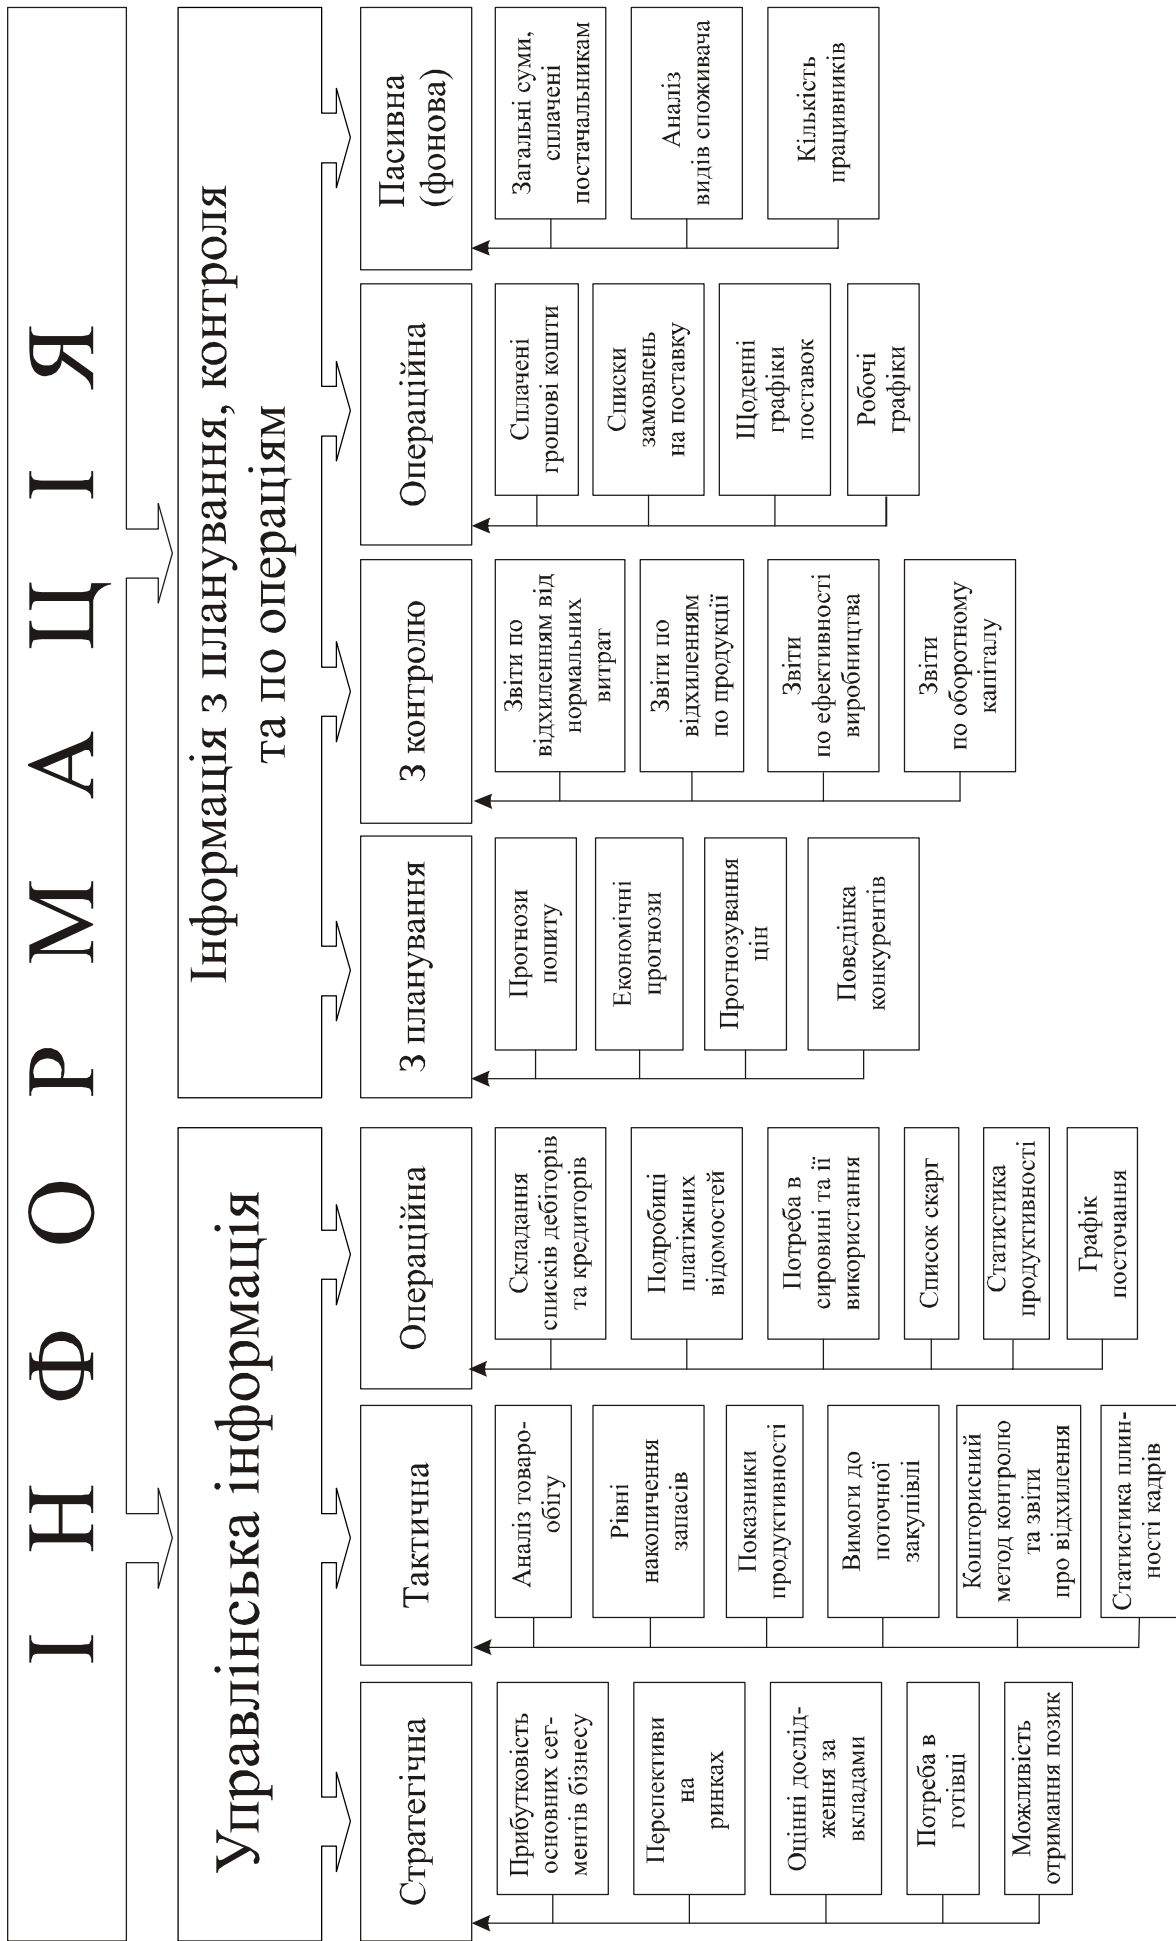 ІНФОРМАЦІЯ
Управлінська інформація
Інформація з планування, контроля
та по операціям
Стратегічна
Прибутковість
основних сег-
ментів бізнесу
Перспективи
на
ринках
Оцінні дослід-
ження за
вкладами
Потреба в
готівці
Можливість
отримання позик
Тактична
Аналіз товаро-
обігу
Рівні
накопичення
запасів
Показники
продуктивності
Вимоги до
поточної
закупівлі
Кошторисний
метод контролю
та звіти
про відхилення
Статистика плин-
ності кадрів
Операційна
Складання
списків дебіторів
та кредиторів
Подробиці
платіжних
відомостей
Потреба в
сировині та її
використання
Список скарг
Статистика
продуктивності
Графік
посточання
З планування
Прогнози
попиту
Економічні
прогнози
Прогнозування
цін
Поведінка
конкурентів
З контролю
Звіти по
відхиленням від
нормальних
витрат
Звіти по
відхиленням
по продукції
Звіти
по ефективності
виробництва
Звіти
по оборотному
капіталу
Операційна
Сплачені
грошові кошти
Списки
замовлень
на поставку
Щоденні
графіки
поставок
Робочі
графіки
Пасивна
(фонова)
Загальні суми,
сплачені
постачальникам
Аналіз
видів споживача
Кількість
працивників